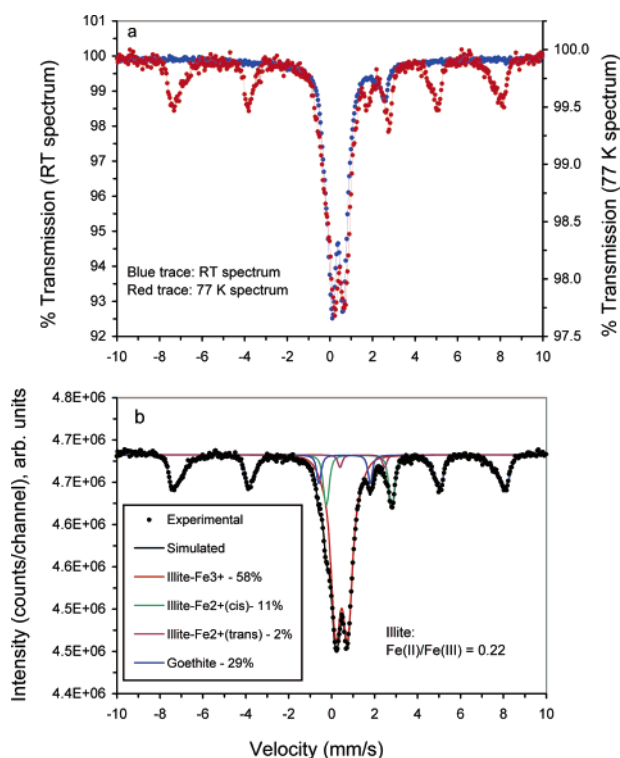 a
100
99
98
97
96
95
94
93
92
% Transmission (RT spectrum)
100.0
99.5
99.0
98.5
98.0
97.5
% Transmission (77 K spectrum)
Blue trace: RT spectrum
Red trace: 77 K spectrum
-10 -8 -6 -4 -2 0 2 4 6 8 10
b
4.8E+06
4.7E+06
4.7E+06
4.6E+06
4.6E+06
4.5E+06
4.5E+06
4.4E+06
Intensity (counts/channel), arb. units
Experimental
Simulated
Illite-Fe3+ - 58%
Illite-Fe2+(cis)- 11%
Illite-Fe2+(trans) - 2%
Goethite - 29%
Illite:
Fe(II)/Fe(III) = 0.22
-10 -8 -6 -4 -2 0 2 4 6 8 10
Velocity (mm/s)